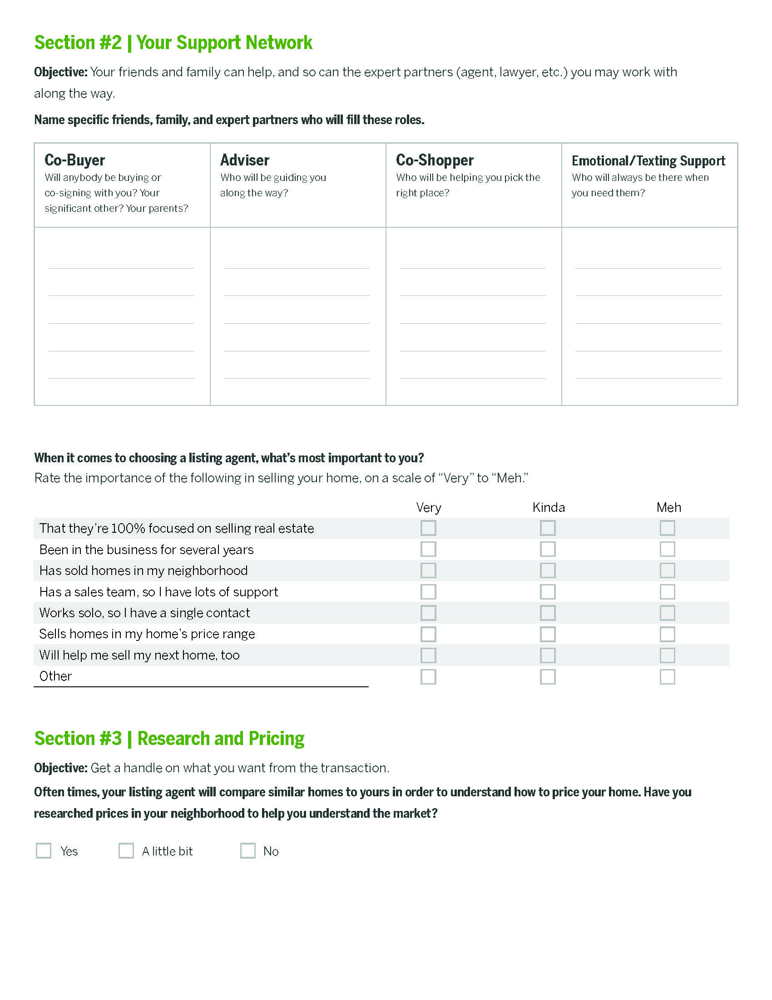 Section #2 | Your Support Network
Objective: Your friends and family can help, and so can the expert partners (agent, lawyer, etc.) you may work with
along the way.
Name specific friends, family, and expert partners who will fill these roles.
Co-Buyer
Will anybody be buying or
co-signing with you? Your
significant other? Your parents?
Adviser
Who will be guiding you
along the way?
Co-Shopper
Who will be helping you pick the
right place?
Emotional/Texting Support
Who will always be there when
you need them?
When it comes to choosing a listing agent, what’s most important to you?
Rate the importance of the following in selling your home, on a scale of “Very” to “Meh.”
Very Kinda Meh
That they’re 100% focused on selling real estate
Been in the business for several years
Has sold homes in my neighborhood
Has a sales team, so I have lots of support
Works solo, so I have a single contact
Sells homes in my home’s price range
Will help me sell my next home, too
Other
Section #3 | Research and Pricing
Objective: Get a handle on what you want from the transaction.
Often times, your listing agent will compare similar homes to yours in order to understand how to price your home. Have you
researched prices in your neighborhood to help you understand the market?
Yes A little bit No